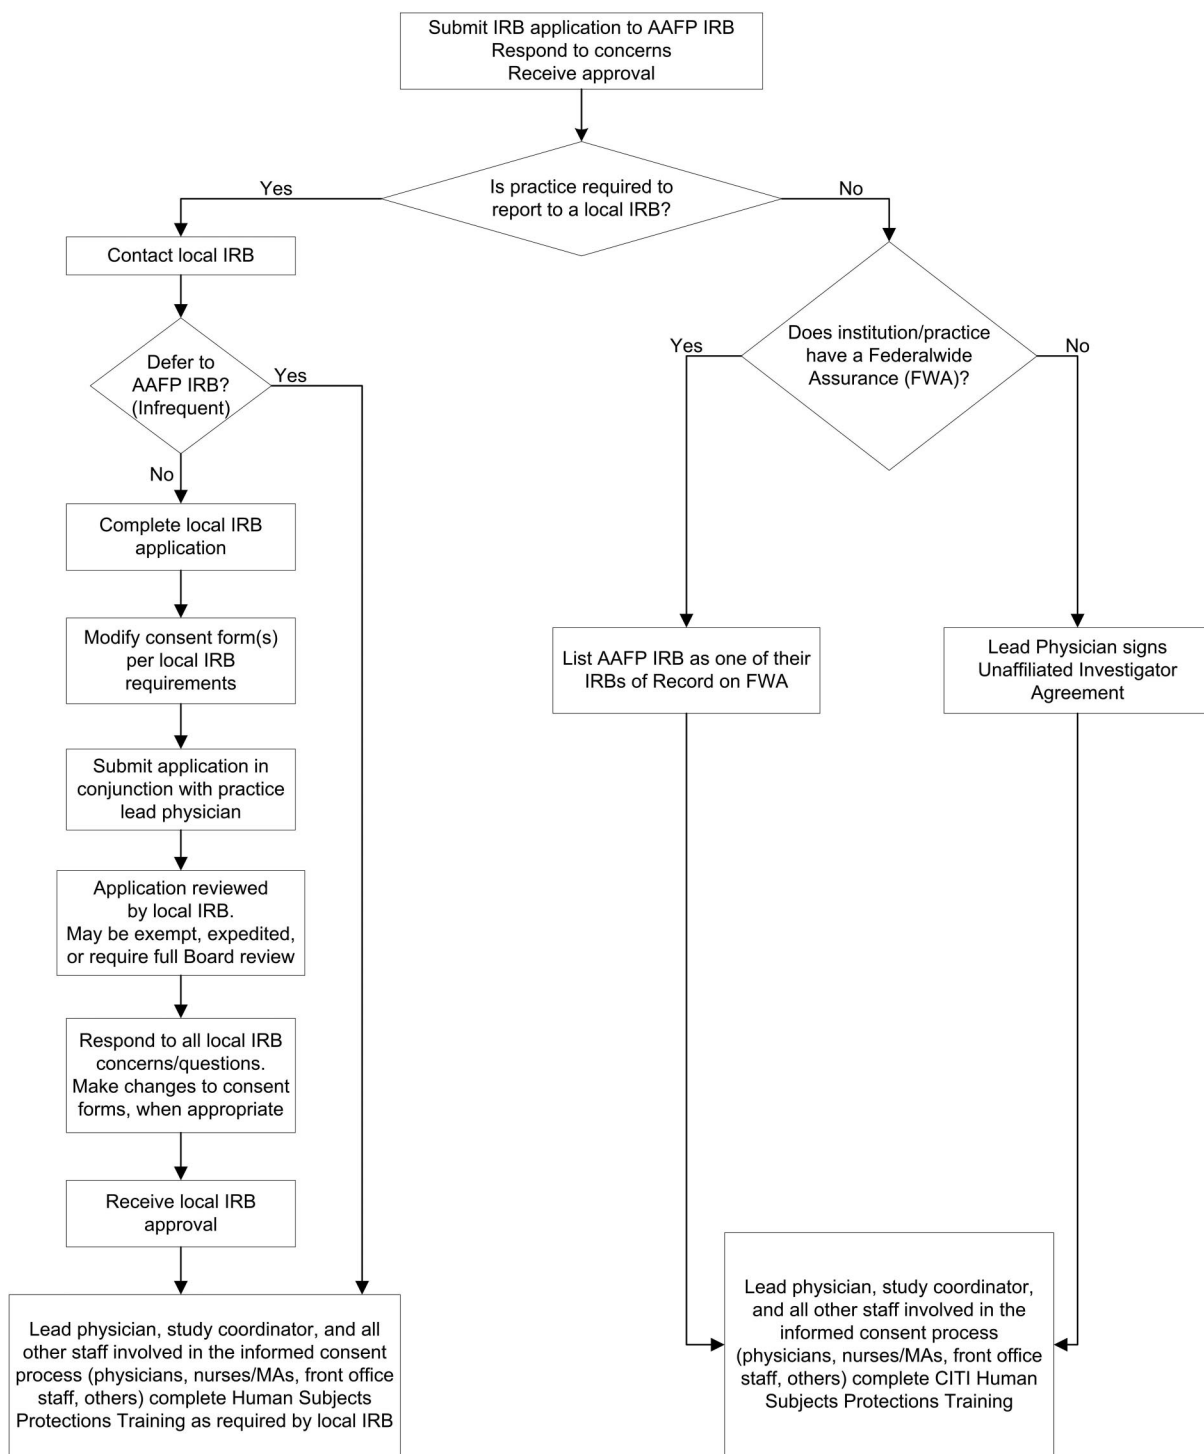 Submit IRB application to AAFP IRB
Respond to concerns
Receive approval
Is practice required to
report to a local IRB?
Yes
No
Contact local IRB
Does institution/practice
have a Federalwide
Assurance (FWA)?
Yes
No
Defer to
AAFP IRB?
(Infrequent)
Yes
No
Complete local IRB
application
Modify consent form(s)
per local IRB
requirements
List AAFP IRB as one of their
IRBs of Record on FWA
Lead Physician signs
Unaffiliated Investigator
Agreement
Submit application in
conjunction with practice
lead physician
Application reviewed
by local IRB.
May be exempt, expedited,
or require full Board review
Respond to all local IRB
concerns/questions.
Make changes to consent
forms, when appropriate
Receive local IRB
approval
Lead physician, study coordinator, and all
other staff involved in the informed consent
process (physicians, nurses/MAs, front office
staff, others) complete Human Subjects
Protections Training as required by local IRB
Lead physician, study coordinator,
and all other staff involved in the
informed consent process
(physicians, nurses/MAs, front office
staff, others) complete CITI Human
Subjects Protections Training